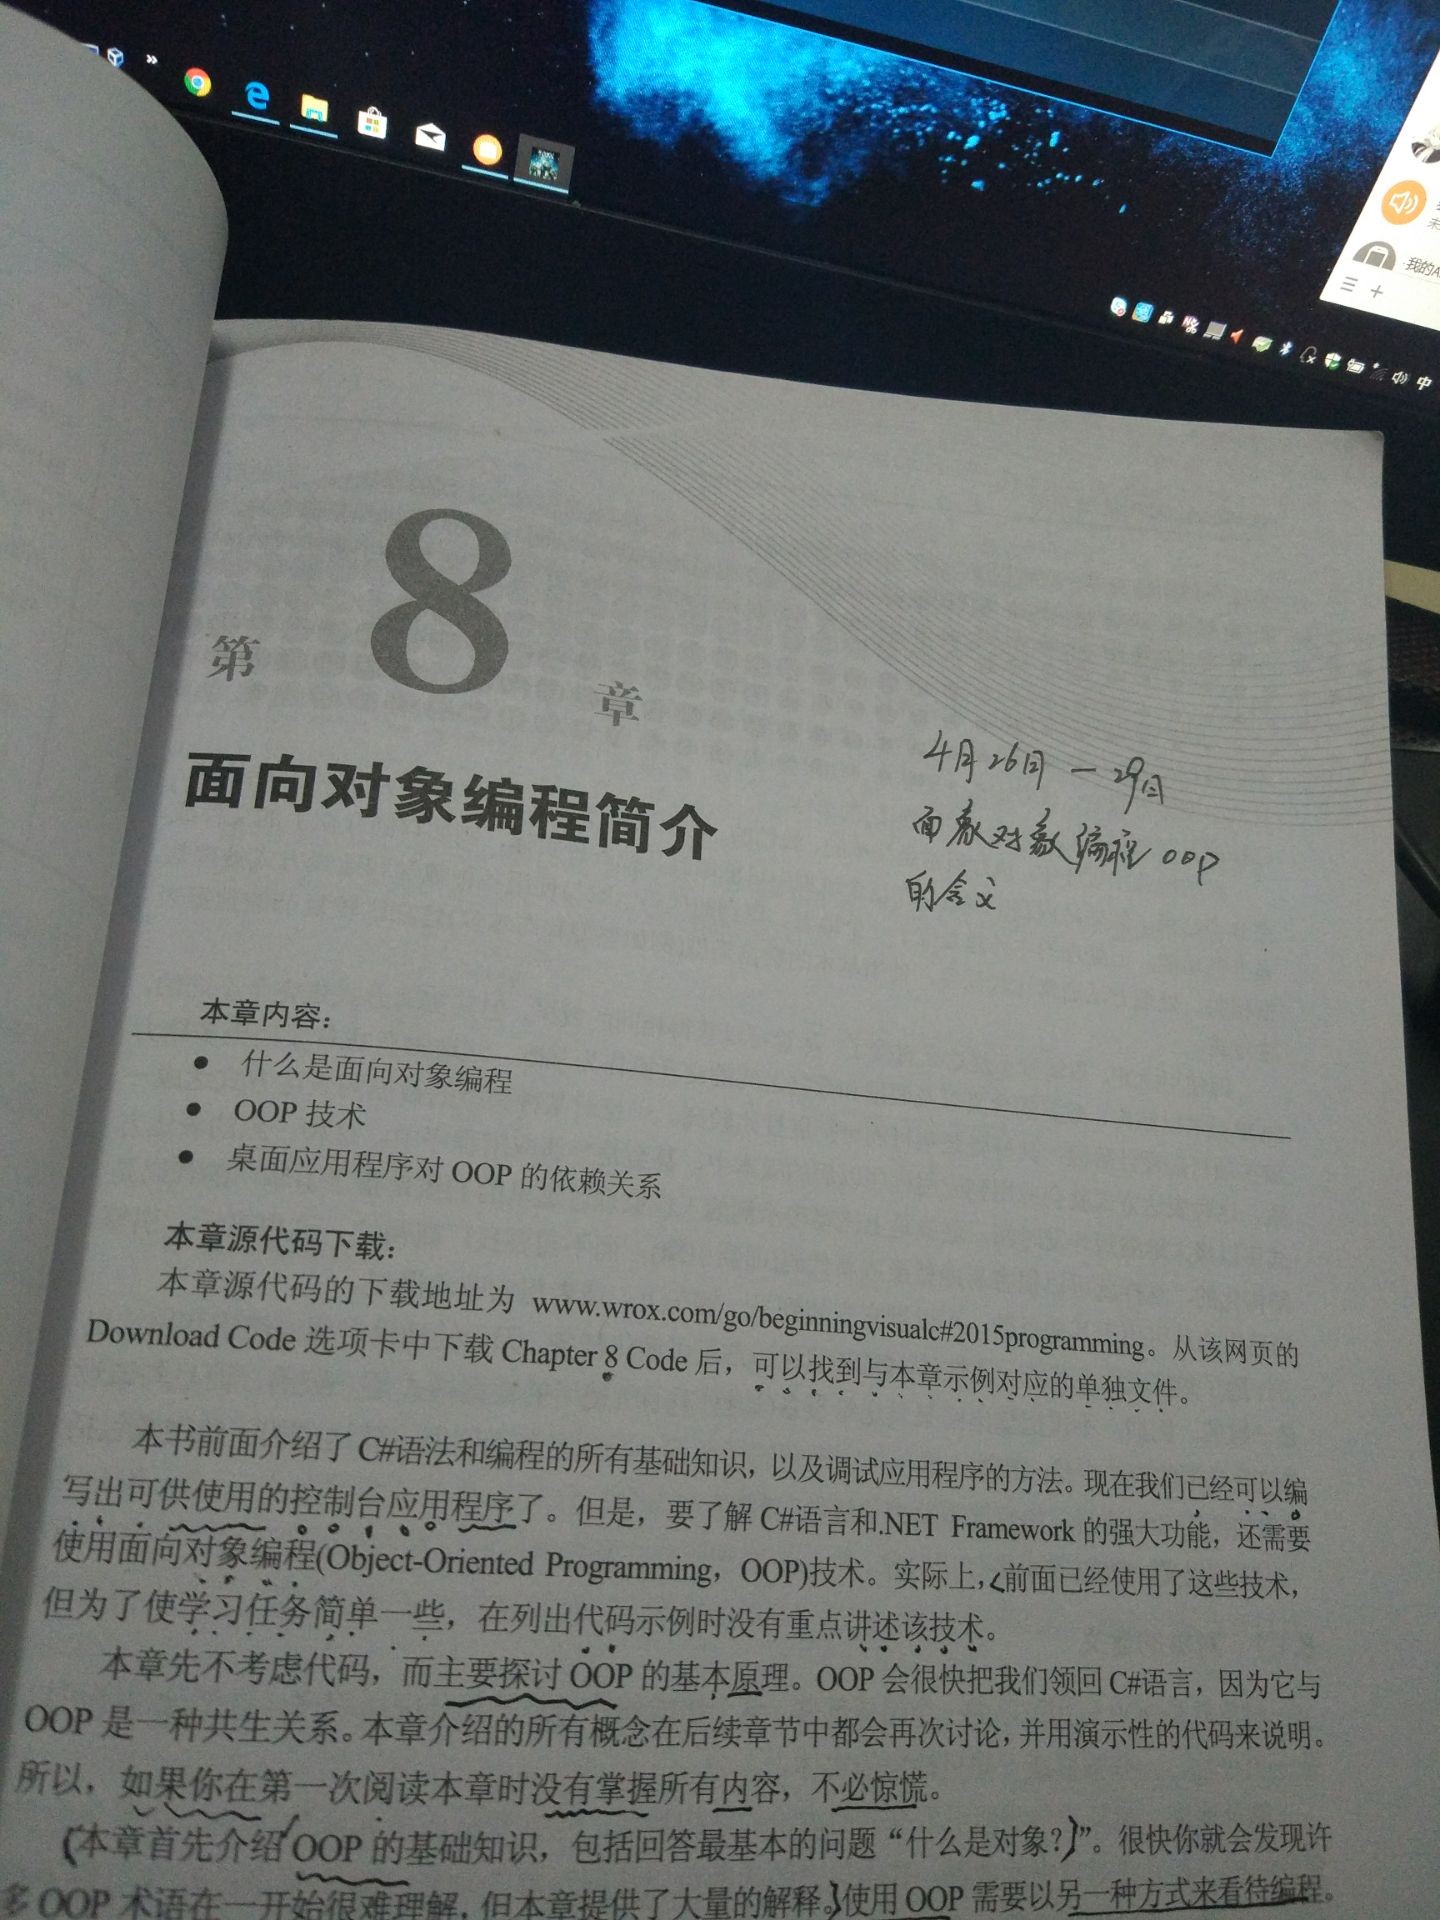 中
我的A
第
8
章
面向对象编程简介
4月26日一29日
面象对象编程OOP
的含义
本章内容：
● 什么是面向对象编程
● OOP 技术
● 桌面应用程序对 OOP 的依赖关系
本章源代码下载：
本章源代码的下载地址为 www.wrox.com/go/beginningvisualc#2015programming。从该网页的
Download Code 选项卡中下载 Chapter 8 Code 后，可以找到与本章示例对应的单独文件。
本书前面介绍了 C#语法和编程的所有基础知识，以及调试应用程序的方法。现在我们已经可以编
写出可供使用的控制台应用程序了。但是，要了解 C#语言和.NET Framework 的强大功能，还需要
使用面向对象编程(Object-Oriented Programming，OOP)技术。实际上，前面已经使用了这些技术，
但为了使学习任务简单一些，在列出代码示例时没有重点讲述该技术。
本章先不考虑代码，而主要探讨 OOP 的基本原理。OOP 会很快把我们领回 C#语言，因为它与
OOP 是一种共生关系。本章介绍的所有概念在后续章节中都会再次讨论，并用演示性的代码来说明。
所以，如果你在第一次阅读本章时没有掌握所有内容，不必惊慌。
本章首先介绍 OOP 的基础知识，包括回答最基本的问题“什么是对象？”。很快你就会发现许
多 OOP 术语在一开始很难理解，但本章提供了大量的解释。使用 OOP 需要以另一种方式来看待编程。